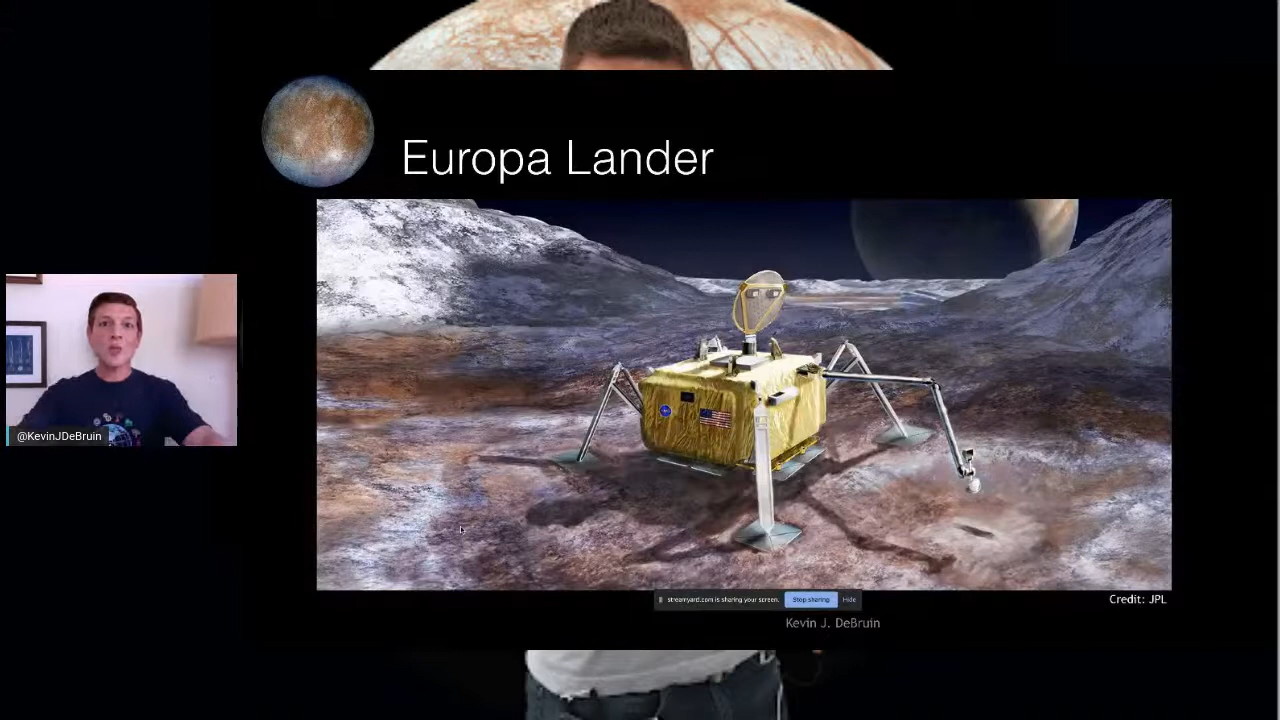 Europa Lander
@KevinJDeBruin
streamyard.com is sharing your screen.
Stop sharing
Hide
Credit: JPL
Kevin J. DeBruin